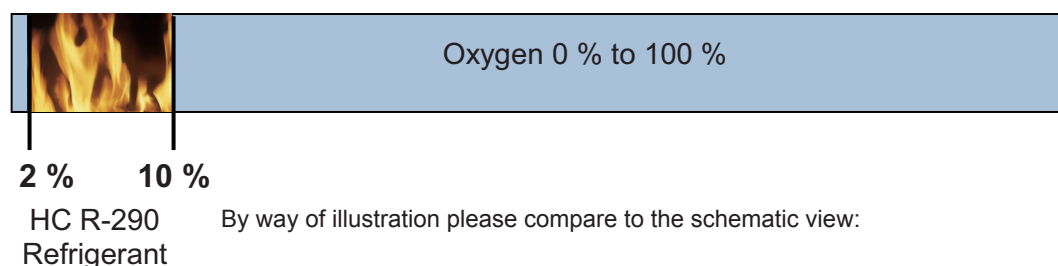 Oxygen 0 % to 100 %
2 % 10 %
HC R-290
Refrigerant
By way of illustration please compare to the schematic view: